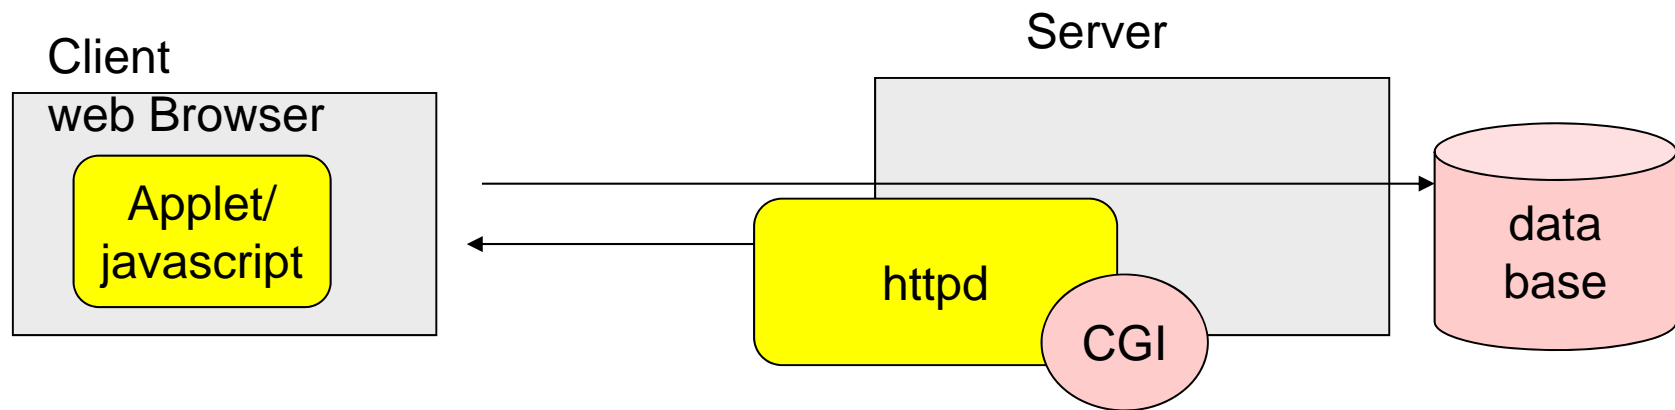 Client
web Browser
Applet/
javascript
Server
httpd
CGI
data
base